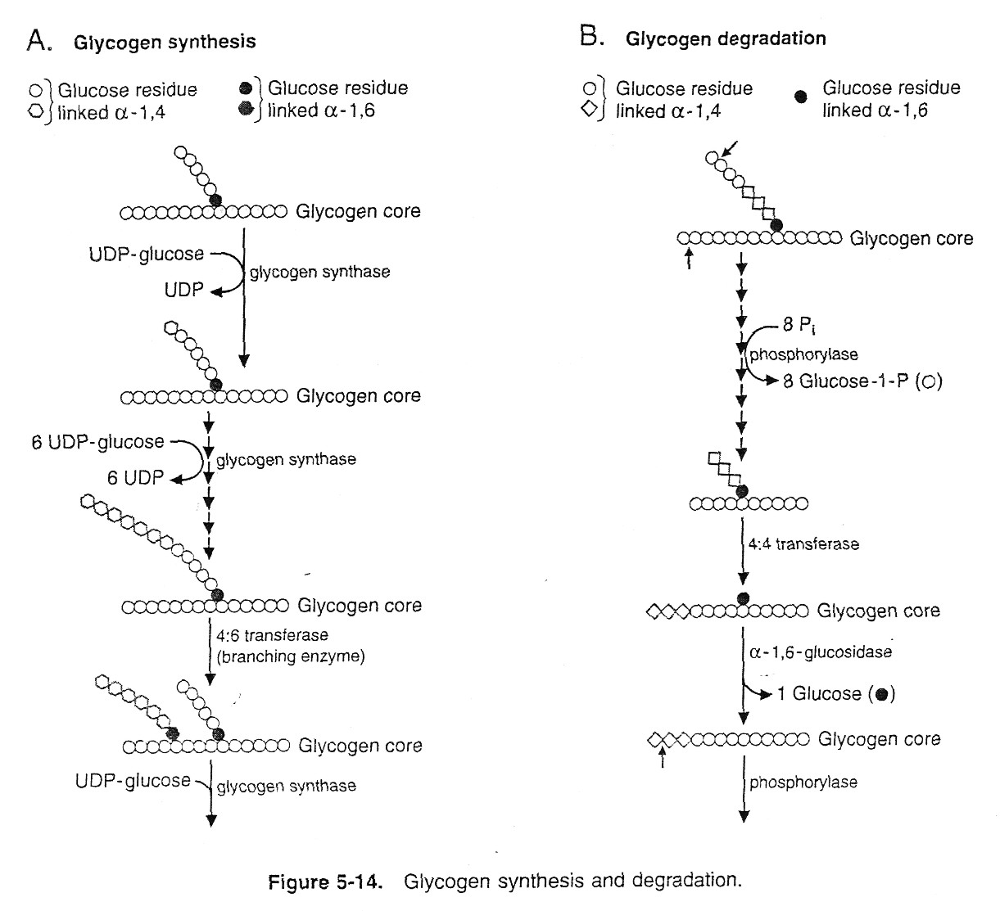 A. Glycogen synthesis
Glucose residue
linked α-1,4
Glucose residue
linked α-1,6
Glycogen core
UDP-glucose
glycogen synthase
UDP
Glycogen core
6 UDP-glucose
glycogen synthase
6 UDP
Glycogen core
4:6 transferase
(branching enzyme)
Glycogen core
UDP-glucose
glycogen synthase
B. Glycogen degradation
Glucose residue
linked α-1,4
Glucose residue
linked α-1,6
Glycogen core
8 Pi
phosphorylase
8 Glucose-1-P (○)
4:4 transferase
Glycogen core
α-1,6-glucosidase
1 Glucose (●)
Glycogen core
phosphorylase
Figure 5-14. Glycogen synthesis and degradation.